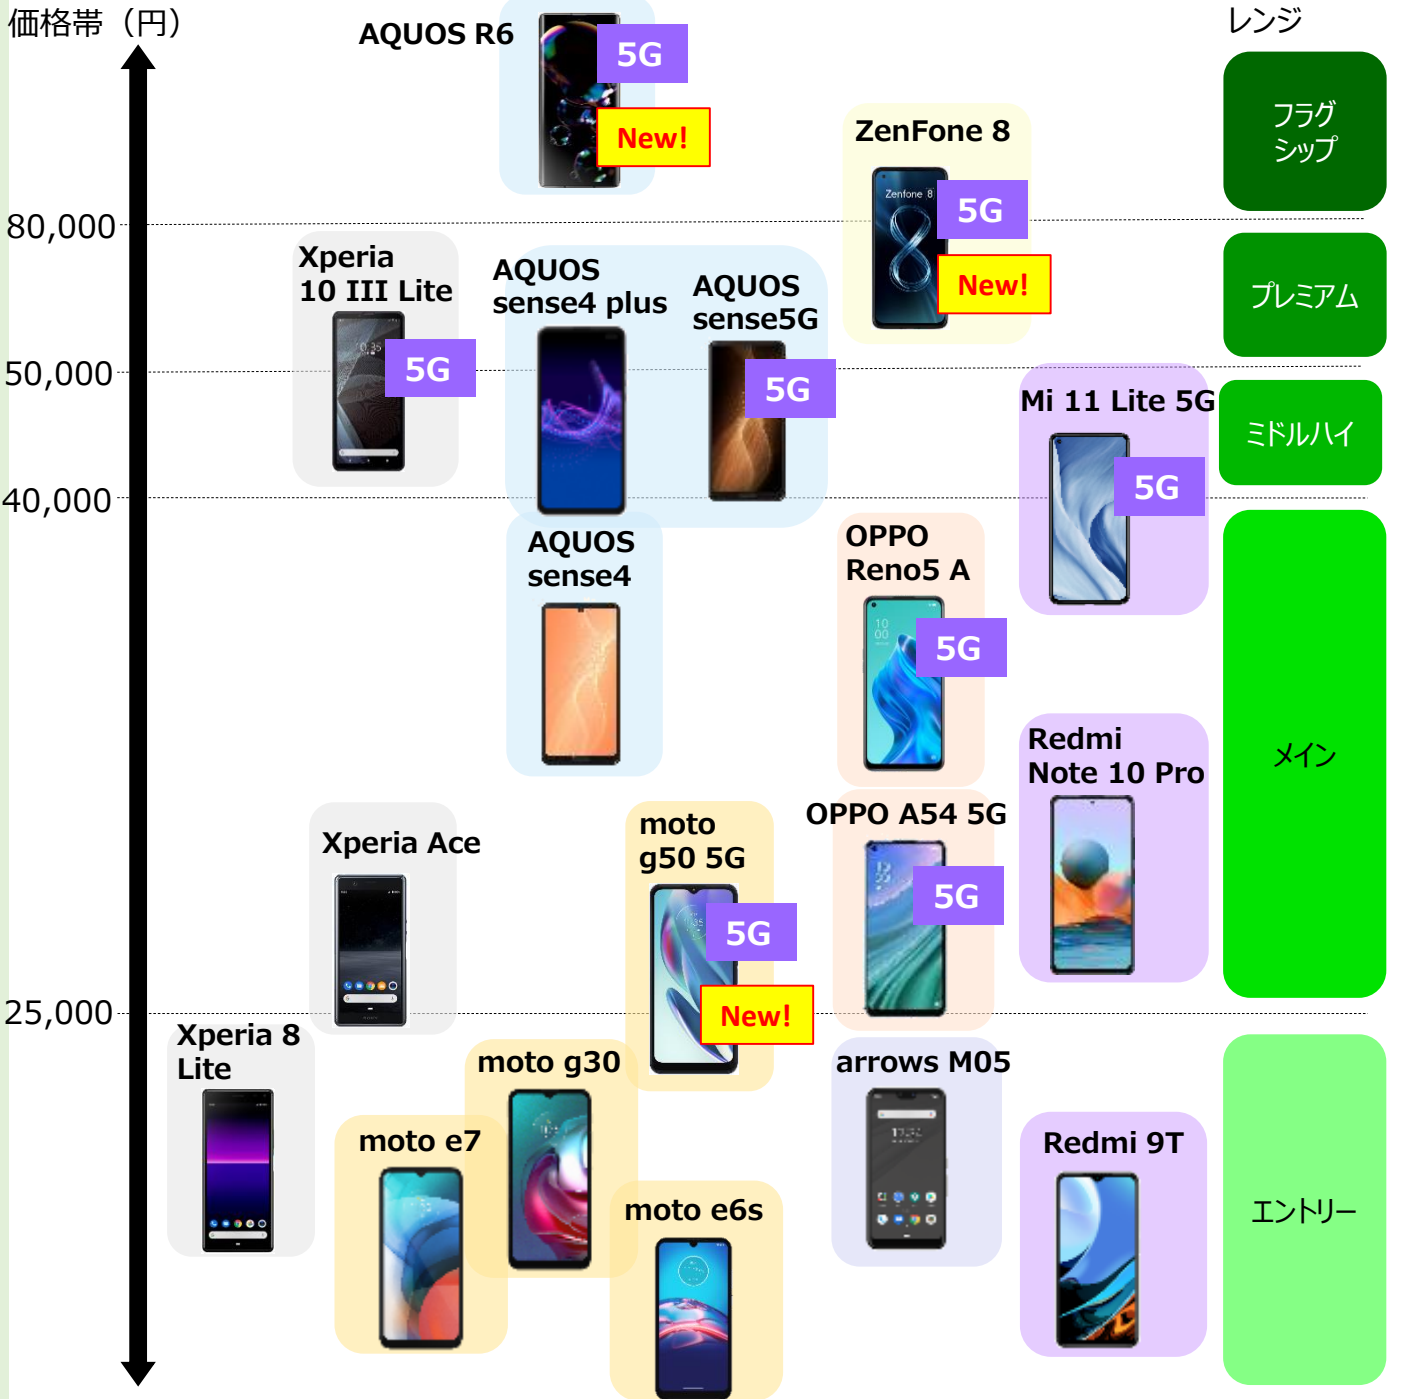 価格帯（円）
レンジ
AQUOS R6
5G
New!
フラグ
シップ
ZenFone 8
Zenfone 8
5G
New!
80,000
Xperia
10 III Lite
5G
AQUOS
sense4 plus
AQUOS
sense5G
5G
プレミアム
50,000
Mi 11 Lite 5G
5G
ミドルハイ
40,000
AQUOS
sense4
OPPO
Reno5 A
5G
Redmi
Note 10 Pro
メイン
Xperia Ace
moto
g50 5G
5G
New!
OPPO A54 5G
5G
25,000
Xperia 8
Lite
moto g30
moto e7
moto e6s
arrows M05
Redmi 9T
エントリー